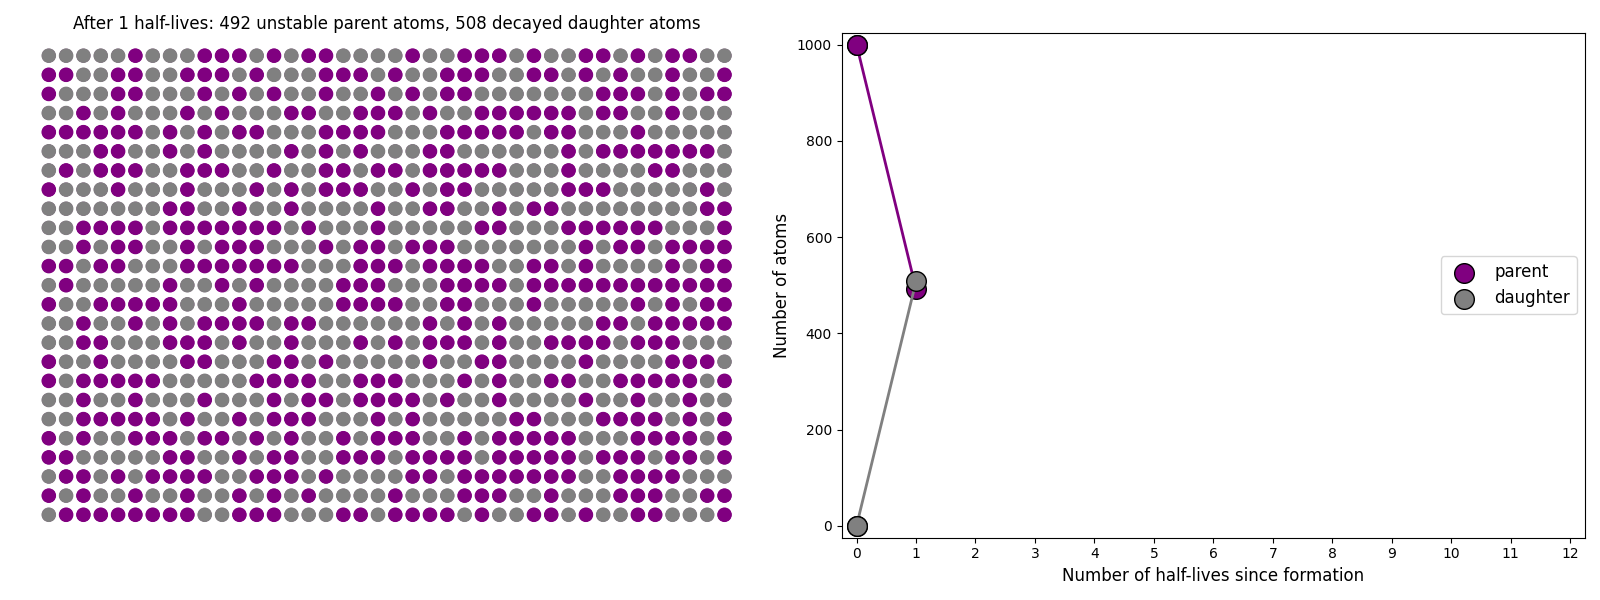 After 1 half-lives: 492 unstable parent atoms, 508 decayed daughter atoms
Number of atoms
1000
800
600
400
200
0
parent
daughter
0 1 2 3 4 5 6 7 8 9 10 11 12
Number of half-lives since formation